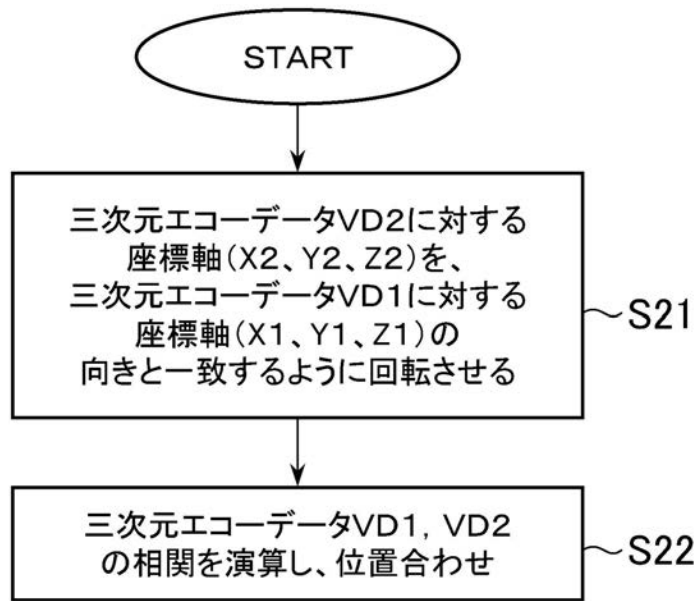 START
三次元エコーデータVD2に対する
座標軸(X2、Y2、Z2)を、
三次元エコーデータVD1に対する
座標軸(X1、Y1、Z1)の
向きと一致するように回転させる
S21
三次元エコーデータVD1, VD2
の相関を演算し、位置合わせ
S22